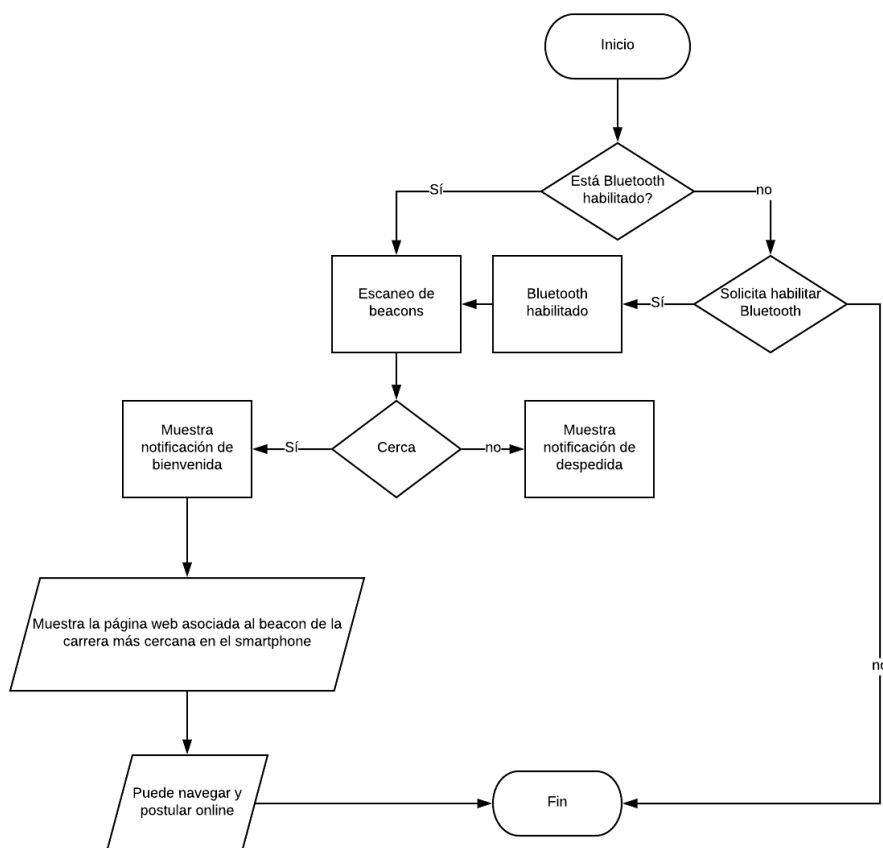 Inicio
Está Bluetooth
habilitado?
Sí
no
Escaneo de
beacons
Bluetooth
habilitado
Sí
Solicita habilitar
Bluetooth
Muestra
notificación de
bienvenida
Sí
Cerca
no
Muestra
notificación de
despedida
Muestra la página web asociada al beacon de la
carrera más cercana en el smartphone
no
Puede navegar y
postular online
Fin